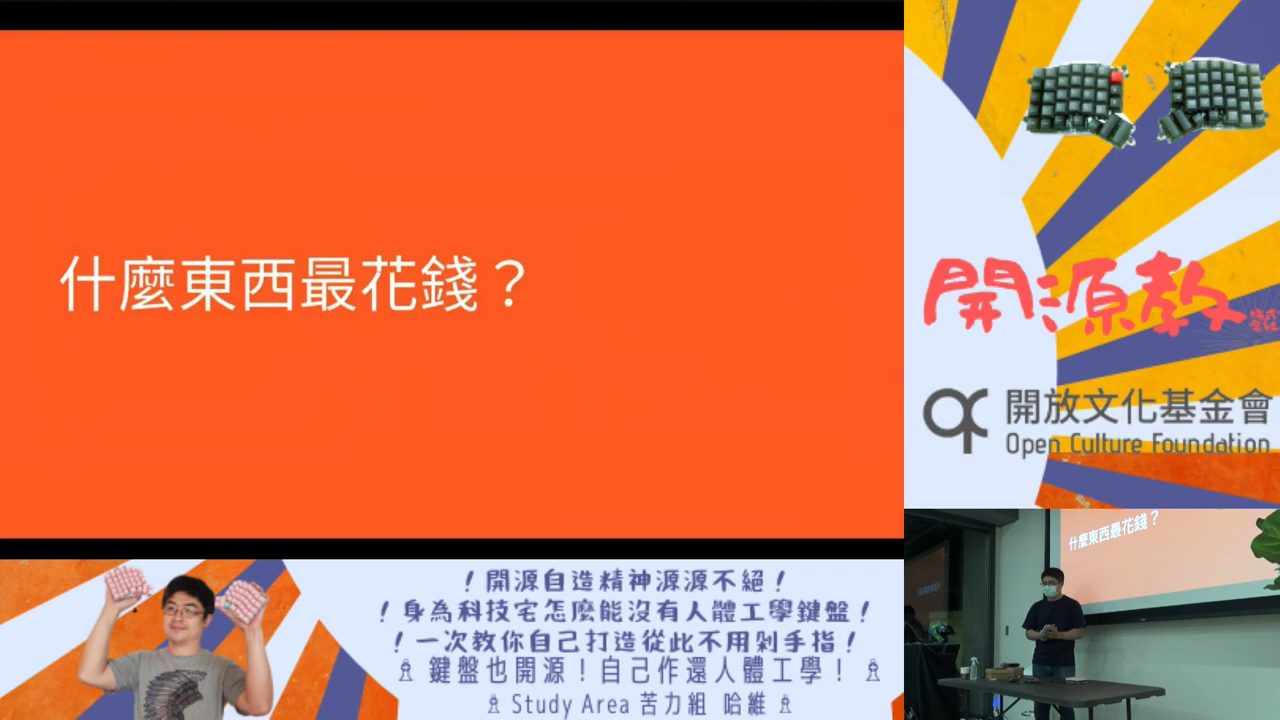 什麼東西最花錢？
開源教
株式
会社
開放文化基金會
Open Culture Foundation
什麼東西最花錢？
！開源自造精神源源不絕！
！身為科技宅怎麼能沒有人體工學鍵盤！
！一次教你自己打造從此不用剁手指！
鍵盤也開源！自己作還人體工學！
Study Area 苦力組 哈維